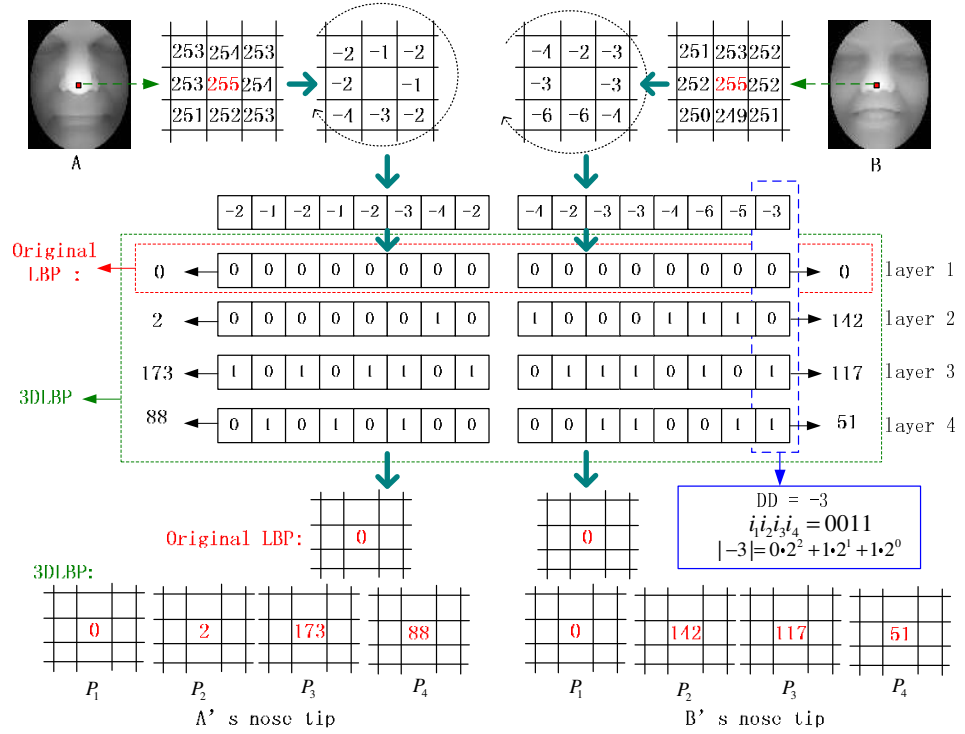 253 254 253 -2 -1 -2 -4 -2 -3 251 253 252
253 255 254 -2 -1 -3 -3 252 255 252
251 252 253 -4 -3 -2 -6 -6 -4 250 249 251
A B
-2 -1 -2 -1 -2 -3 -4 -2 -4 -2 -3 -3 -4 -6 -5 -3
Original
LBP :
0 0 0 0 0 0 0 0 0 0 0 0 0 0 0 0 0 0 layer 1
2 0 0 0 0 0 0 1 0 1 0 0 0 1 1 1 0 142 layer 2
173 1 0 1 0 1 1 0 1 0 1 1 1 0 1 0 1 117 layer 3
3DLBP
88 0 1 0 1 0 1 0 0 0 0 1 1 0 0 1 1 51 layer 4
DD = -3
i₁i₂i₃i₄ = 0011
|-3|= 0·2² + 1·2¹ + 1·2⁰
Original LBP: 0 0
3DLBP:
0 2 173 88 0 142 117 51
P₁ P₂ P₃ P₄ P₁ P₂ P₃ P₄
A' s nose tip B' s nose tip